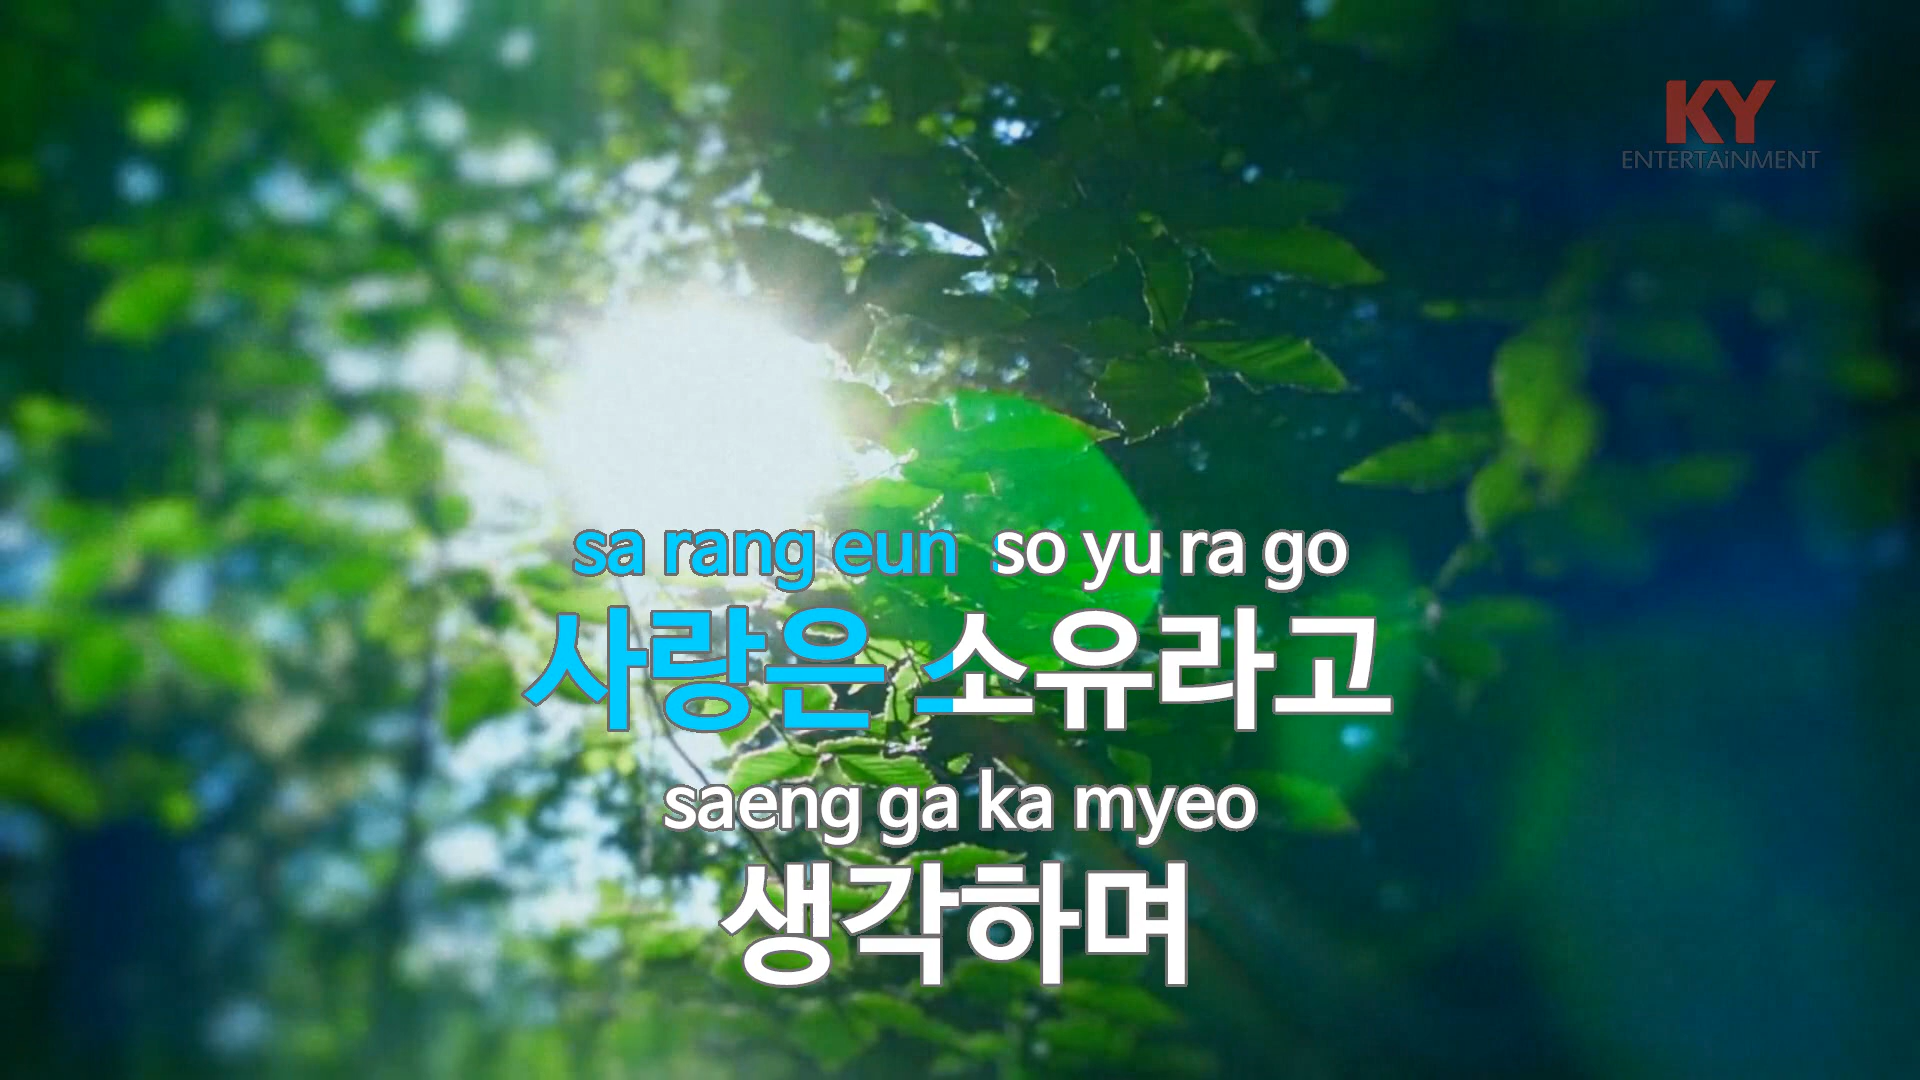 KY
ENTERTAiNMENT
sa rang eun so yu ra go
사랑은 소유라고
saeng ga ka myeo
생각하며